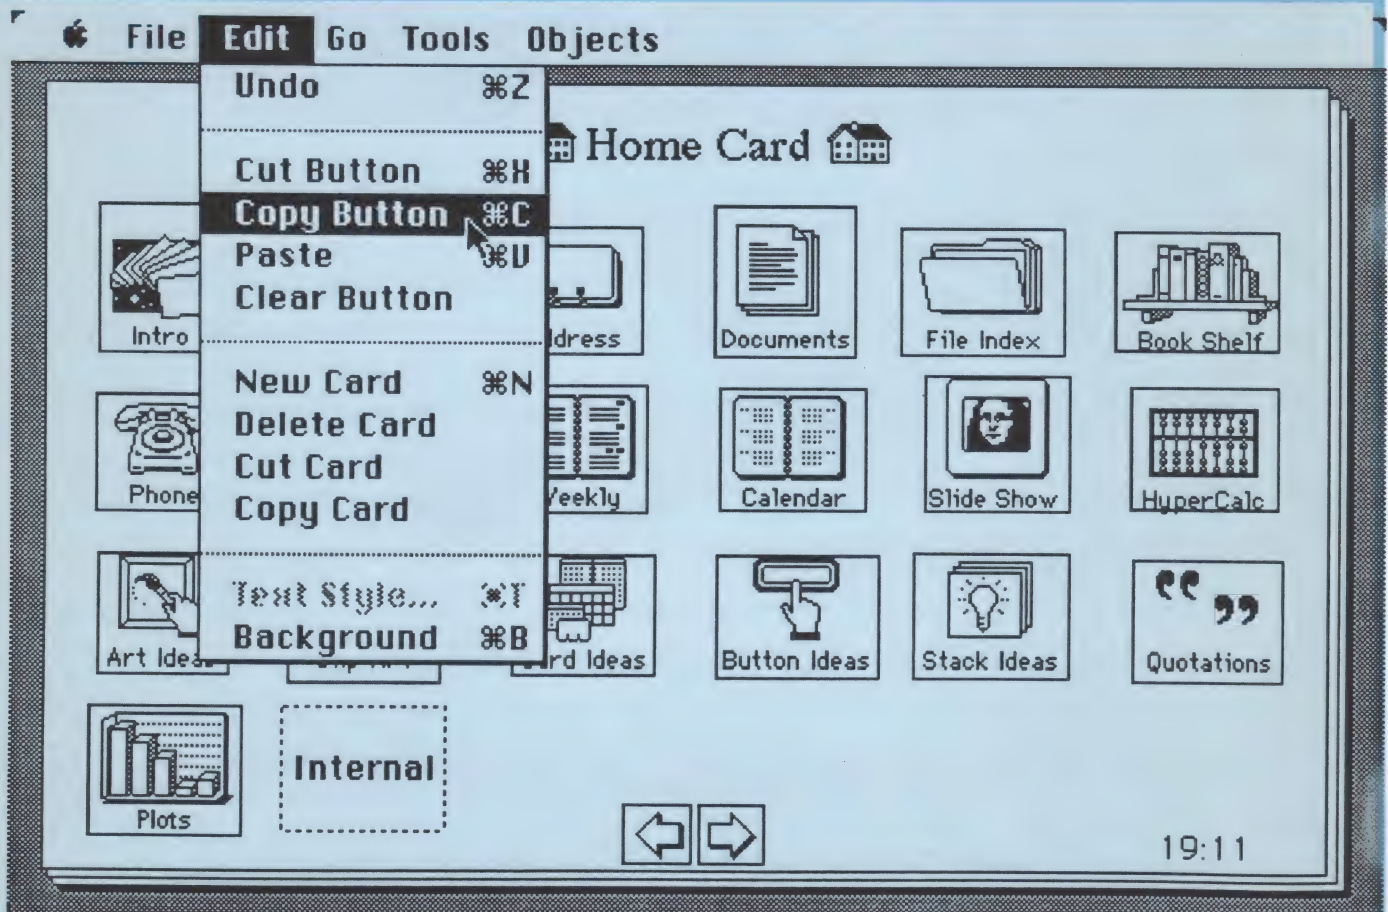 File Edit Go Tools Objects
Undo ⌘Z
Cut Button ⌘X
Copy Button ⌘C
Paste ⌘V
Clear Button
New Card ⌘N
Delete Card
Cut Card
Copy Card
Text Style... ⌘T
Background ⌘B
Home Card
Intro
Documents
File Index
Book Shelf
Phone
Weekly
Calendar
Slide Show
HyperCalc
Art Ideas
Ideas
Button Ideas
Stack Ideas
Quotations
Plots
Internal
19:11